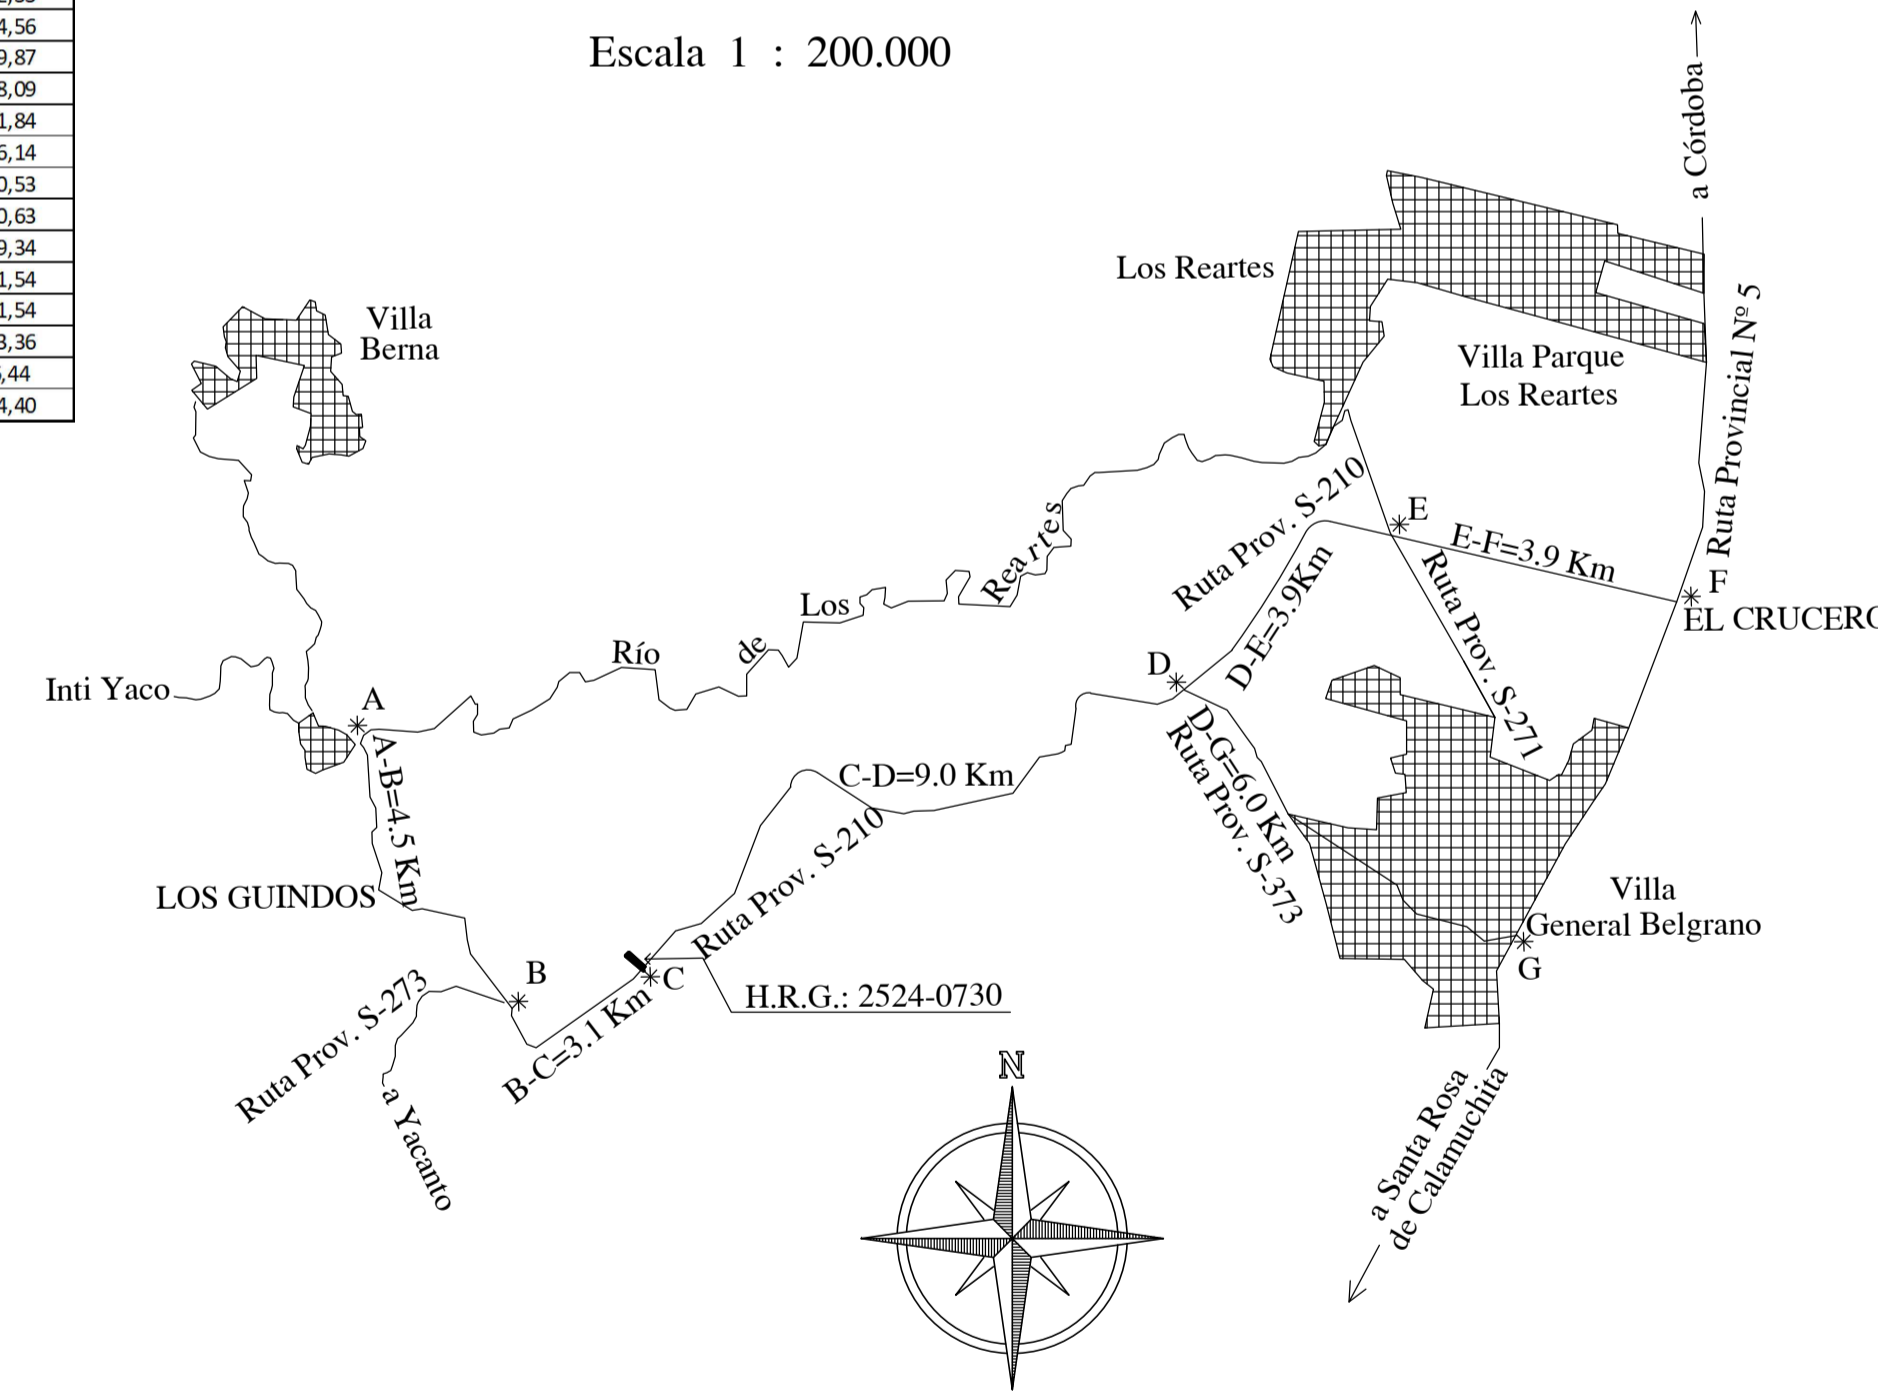 4,56
9,87
8,09
1,84
6,14
0,53
0,63
9,34
1,54
1,54
3,36
,44
4,40
Escala 1 : 200.000
a Córdoba
Los Reartes
Villa
Berna
Villa Parque
Los Reartes
Ruta Provincial Nº 5
Ruta Prov. S-210
E
E-F=3.9 Km
F
EL CRUCERO
Río de Los Reartes
D-E=3.9Km
Ruta Prov. S-271
Inti Yaco
A
A-B=4.5 Km
D
D-G=6.0 Km
Ruta Prov. S-373
C-D=9.0 Km
Ruta Prov. S-210
LOS GUINDOS
Villa
General Belgrano
G
B
C
H.R.G.: 2524-0730
B-C=3.1 Km
Ruta Prov. S-273
a Yacanto
N
a Santa Rosa
de Calamuchita